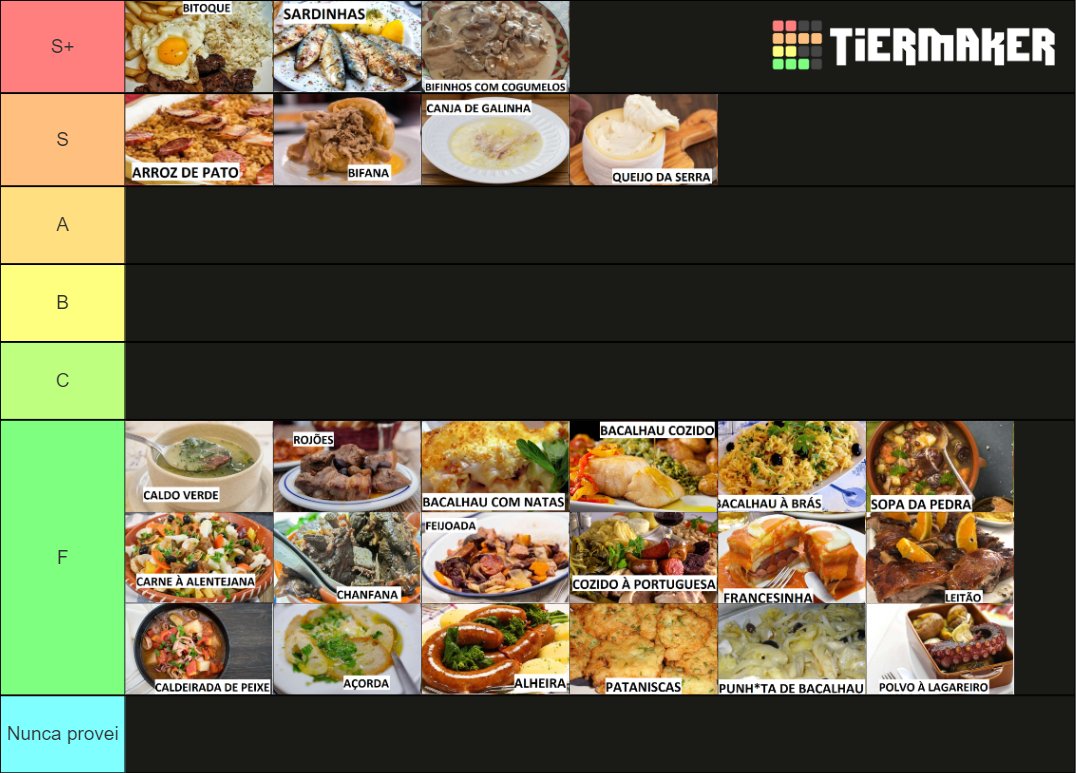 S+
BITOQUE
SARDINHAS
BIFINHOS COM COGUMELOS
TiERMAKER
S
ARROZ DE PATO
BIFANA
CANJA DE GALINHA
QUEIJO DA SERRA
A
B
C
F
CALDO VERDE
ROJÕES
BACALHAU COM NATAS
BACALHAU COZIDO
BACALHAU À BRÁS
SOPA DA PEDRA
CARNE À ALENTEJANA
CHANFANA
FEIJOADA
COZIDO À PORTUGUESA
FRANCESINHA
LEITÃO
CALDEIRADA DE PEIXE
AÇORDA
ALHEIRA
PATANISCAS
PUNH*TA DE BACALHAU
POLVO À LAGAREIRO
Nunca provei